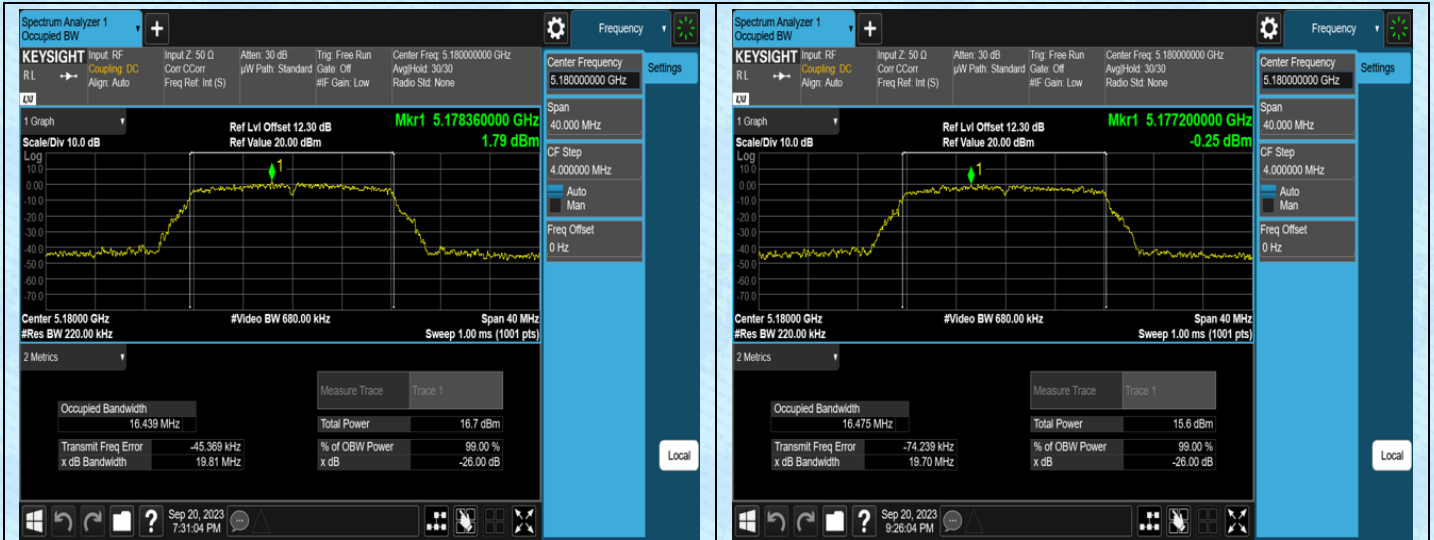 Spectrum Analyzer 1
Occupied BW
+
Frequency
KEYSIGHT Input: RF Input Z: 50 Ω Atten: 30 dB Trig: Free Run Center Freq: 5.180000000 GHz
Coupling: DC Corr CCorr µW Path: Standard Gate: Off Avg|Hold: 30/30
RL Align: Auto Freq Ref: Int (S) #IF Gain: Low Radio Std: None
LXI
Center Frequency
5.180000000 GHz
Settings
Span
40.000 MHz
CF Step
4.000000 MHz
Auto
Man
Freq Offset
0 Hz
Local
1 Graph
Ref Lvl Offset 12.30 dB
Mkr1 5.178360000 GHz
Scale/Div 10.0 dB
Ref Value 20.00 dBm
1.79 dBm
Log
1
10.0
0.00
-10.0
-20.0
-30.0
-40.0
-50.0
-60.0
-70.0
Center 5.18000 GHz #Video BW 680.00 kHz Span 40 MHz
#Res BW 220.00 kHz Sweep 1.00 ms (1001 pts)
2 Metrics
Measure Trace Trace 1
Occupied Bandwidth
16.439 MHz
Total Power 16.7 dBm
Transmit Freq Error -45.369 kHz
% of OBW Power 99.00 %
x dB Bandwidth 19.81 MHz
x dB -26.00 dB
? Sep 20, 2023
7:31:04 PM
Spectrum Analyzer 1
Occupied BW
+
Frequency
KEYSIGHT Input: RF Input Z: 50 Ω Atten: 30 dB Trig: Free Run Center Freq: 5.180000000 GHz
Coupling: DC Corr CCorr µW Path: Standard Gate: Off Avg|Hold: 30/30
RL Align: Auto Freq Ref: Int (S) #IF Gain: Low Radio Std: None
LXI
Center Frequency
5.180000000 GHz
Settings
Span
40.000 MHz
CF Step
4.000000 MHz
Auto
Man
Freq Offset
0 Hz
Local
1 Graph
Ref Lvl Offset 12.30 dB
Mkr1 5.177200000 GHz
Scale/Div 10.0 dB
Ref Value 20.00 dBm
-0.25 dBm
Log
1
10.0
0.00
-10.0
-20.0
-30.0
-40.0
-50.0
-60.0
-70.0
Center 5.18000 GHz #Video BW 680.00 kHz Span 40 MHz
#Res BW 220.00 kHz Sweep 1.00 ms (1001 pts)
2 Metrics
Measure Trace Trace 1
Occupied Bandwidth
16.475 MHz
Total Power 15.6 dBm
Transmit Freq Error -74.239 kHz
% of OBW Power 99.00 %
x dB Bandwidth 19.70 MHz
x dB -26.00 dB
? Sep 20, 2023
9:26:04 PM